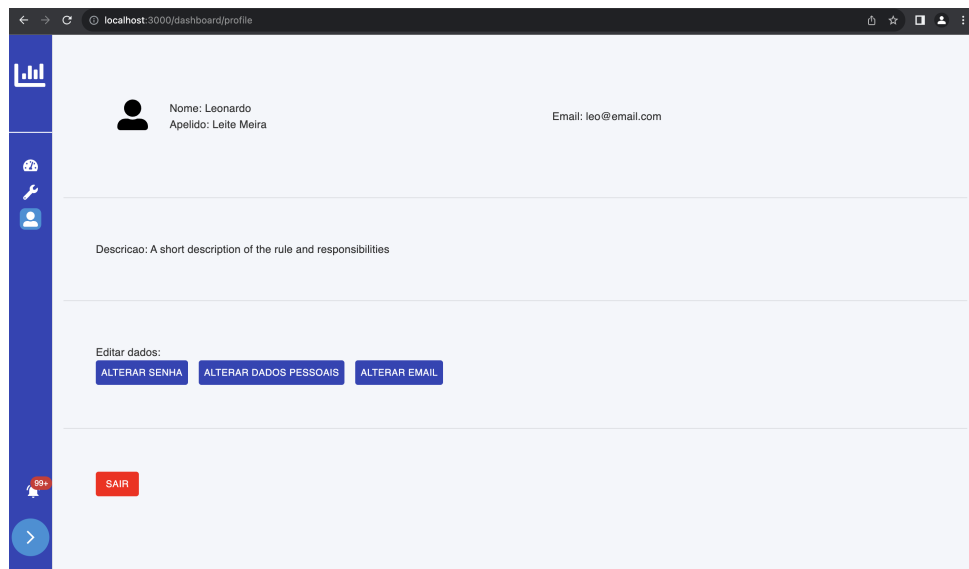 localhost:3000/dashboard/profile
Nome: Leonardo
Apelido: Leite Meira
Email: leo@email.com
Descricao: A short description of the rule and responsibilities
Editar dados:
ALTERAR SENHA ALTERAR DADOS PESSOAIS ALTERAR EMAIL
99+
SAIR